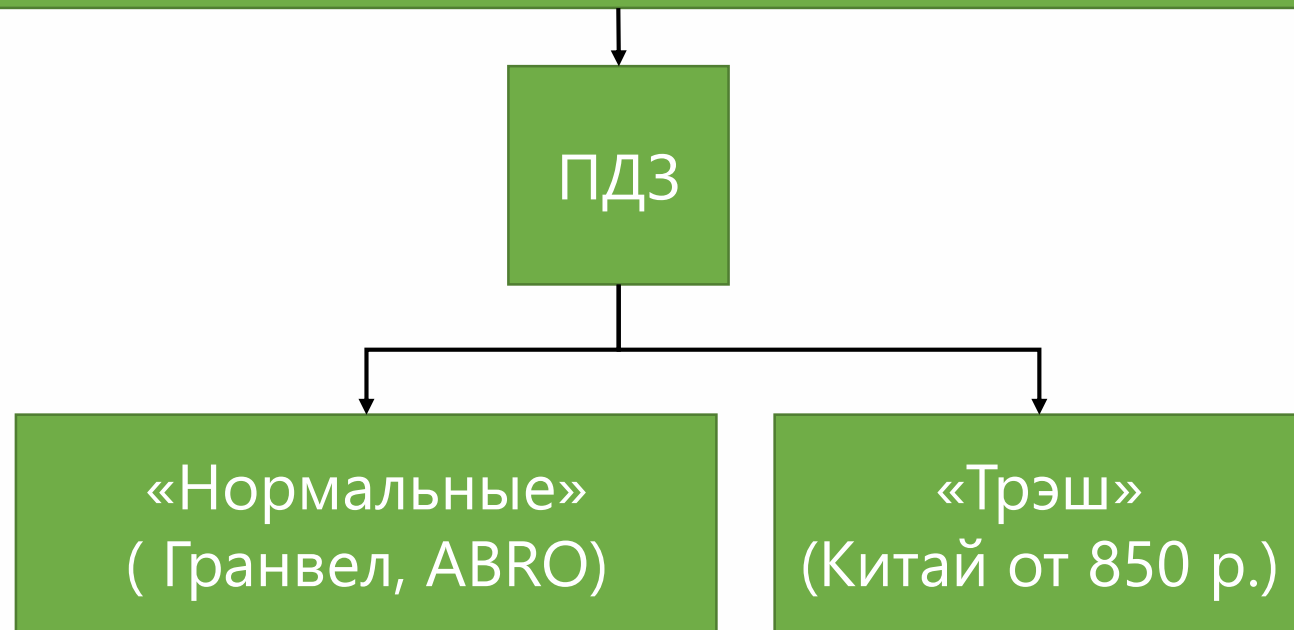 ПДЗ
«Нормальные»
( Гранвел, ABRO)
«Трэш»
(Китай от 850 р.)